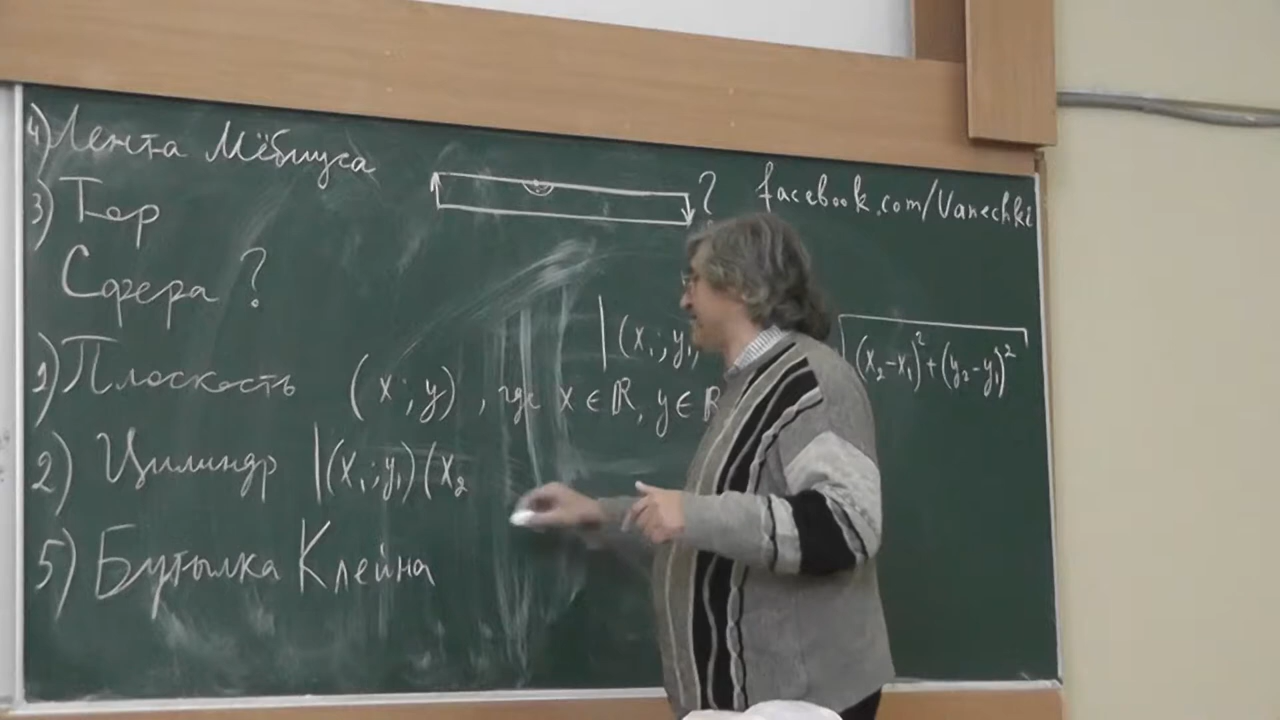 4) Лента Мёбиуса
? facebook.com/Vanechki
3) Тор
Сфера ?
|(x₁; y₁) √(x₂-x₁)²+(y₂-y₁)²
1) Плоскость (x; y), где x ∈ ℝ, y ∈ ℝ
2) Цилиндр |(x₁; y₁)(x₂
5) Бутылка Клейна